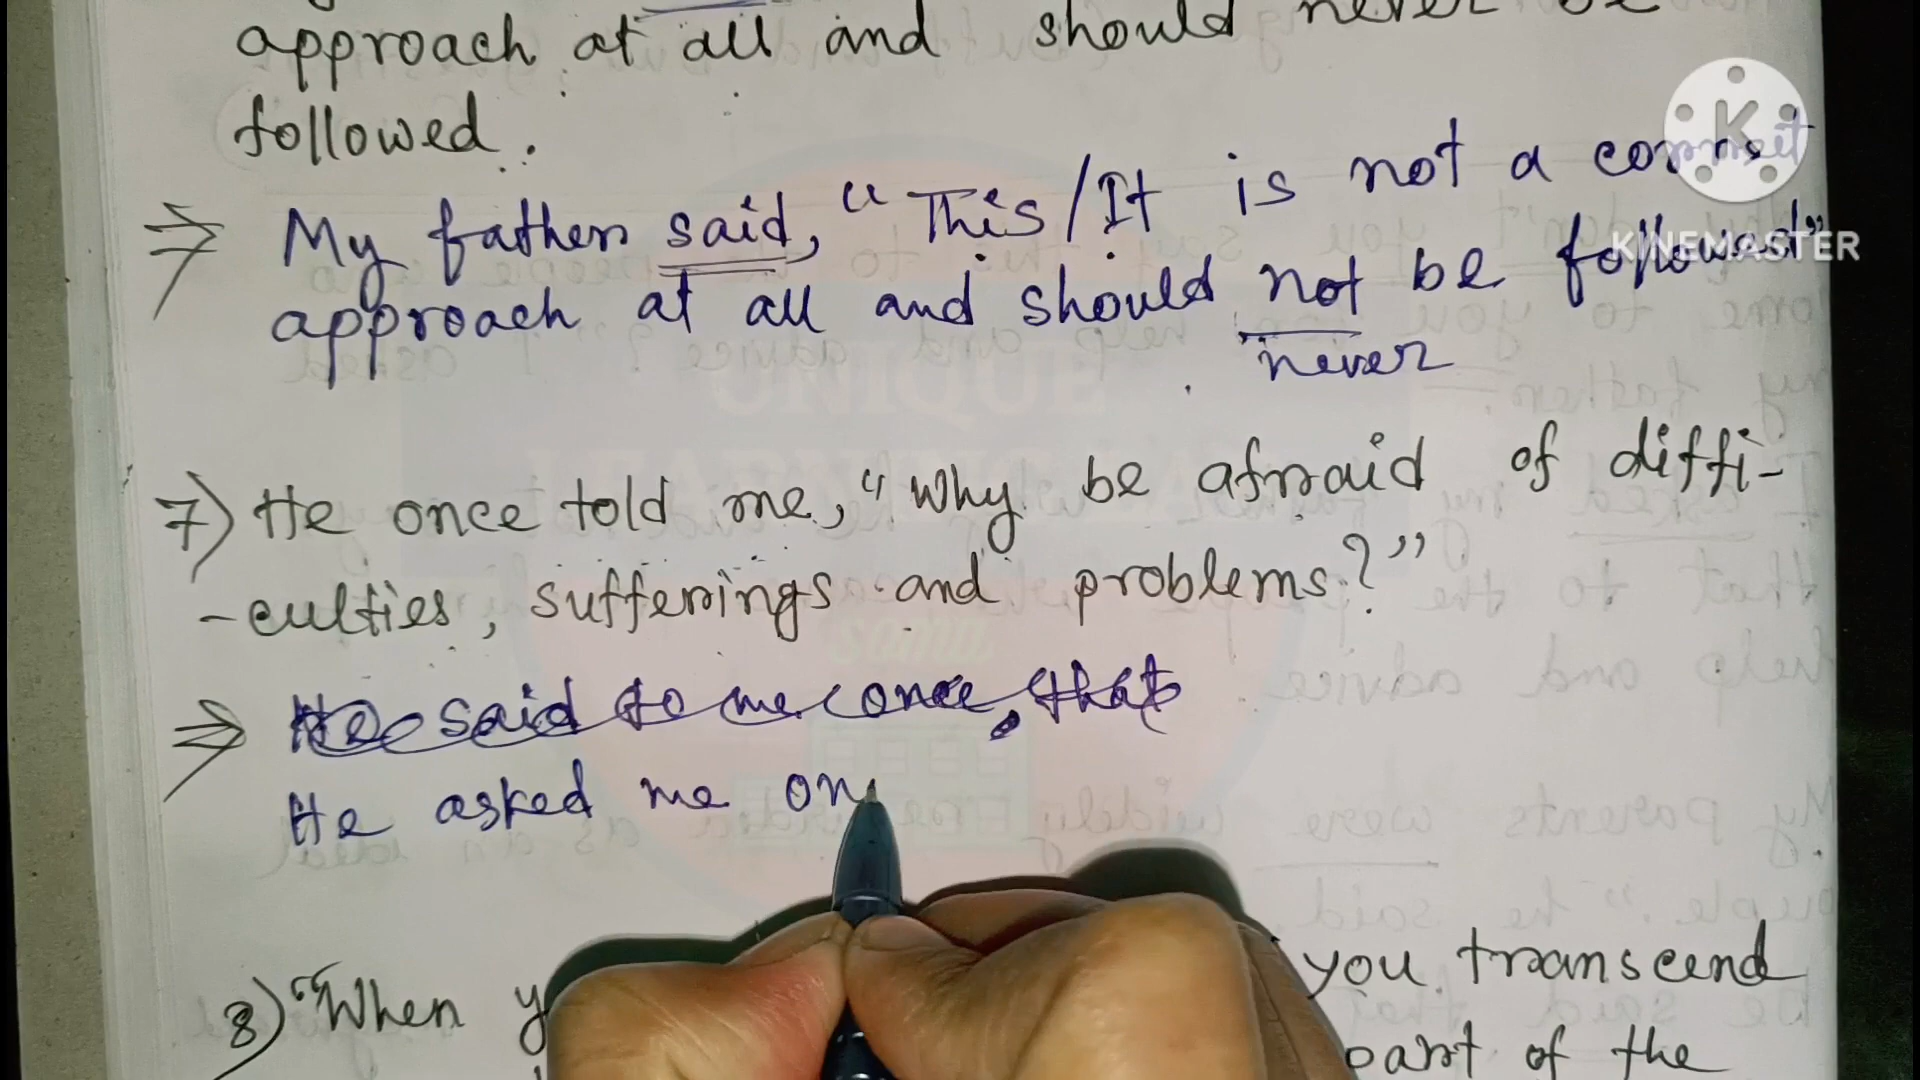 approach at all and should never be
followed.
⇒ My father said, "This/It is not a correct
approach at all and should not be followed"
never
KINEMASTER
7) He once told me, "Why be afraid of diffi-
-culties, sufferings and problems?"
⇒ He said to me once, that
He asked me on
8) "When y you transcend
part of the